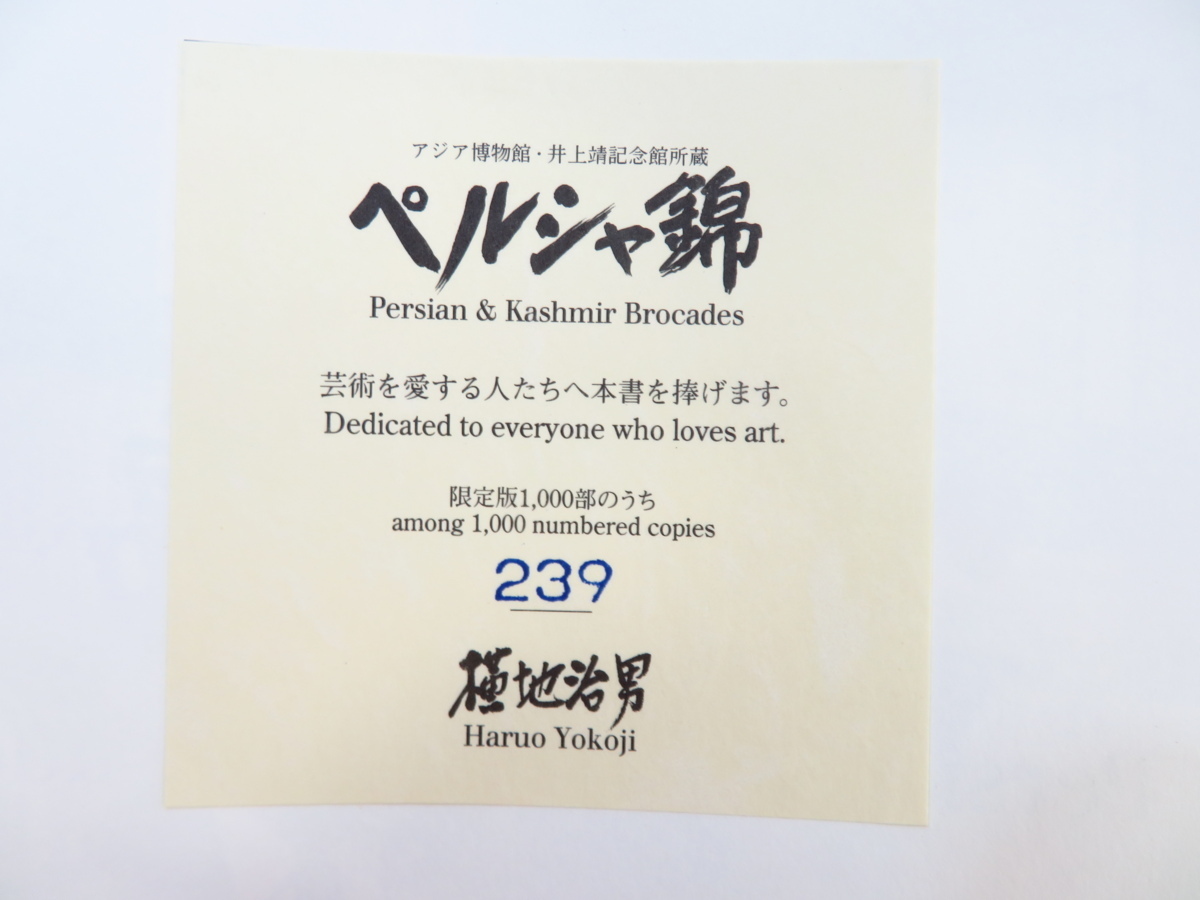 アジア博物館・井上靖記念館所蔵
ペルシャ錦
Persian & Kashmir Brocades
芸術を愛する人たちへ本書を捧げます。
Dedicated to everyone who loves art.
限定版1,000部のうち
among 1,000 numbered copies
239
横地治男
Haruo Yokoji